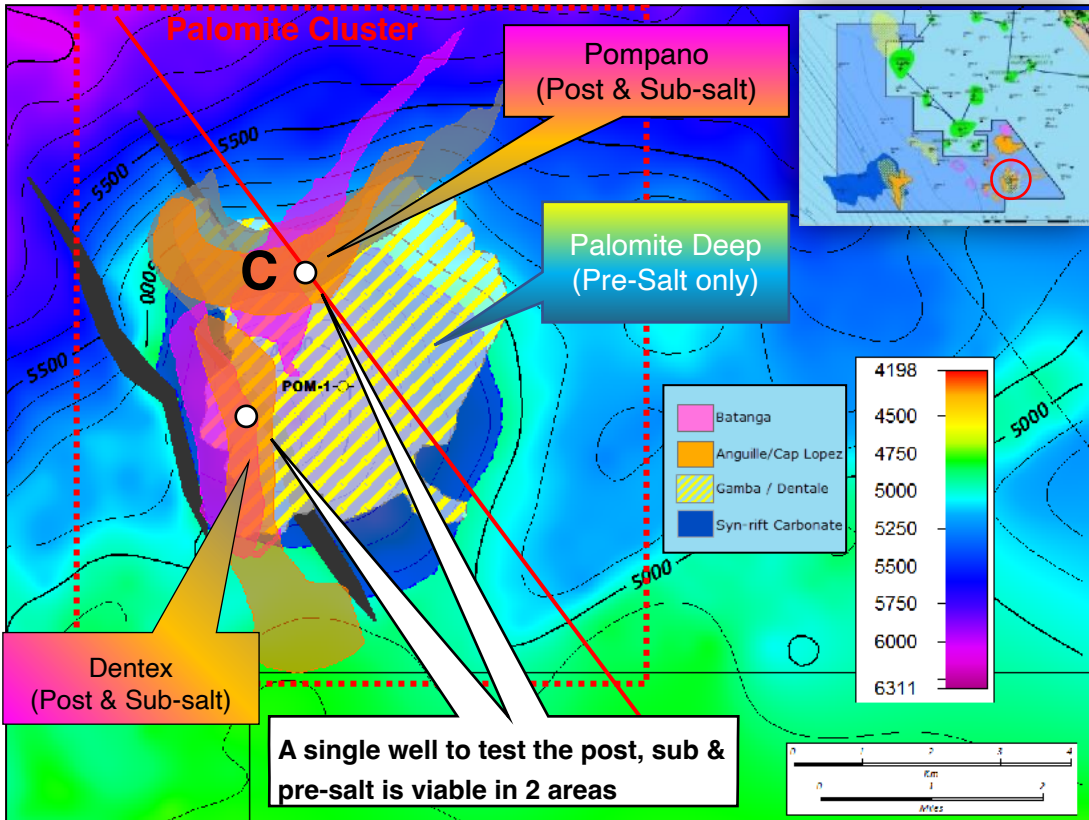 Palomite Cluster
Pompano
(Post & Sub-salt)
5500
5500
5000
5500
C
Palomite Deep
(Pre-Salt only)
POM-1
Batanga
Anguille/Cap Lopez
Gamba / Dentale
Syn-rift Carbonate
4198
4500
4750
5000
5250
5500
5750
6000
6311
5000
5000
Dentex
(Post & Sub-salt)
A single well to test the post, sub &
pre-salt is viable in 2 areas
0 1 2 3 4
Km
0 1 2
Miles